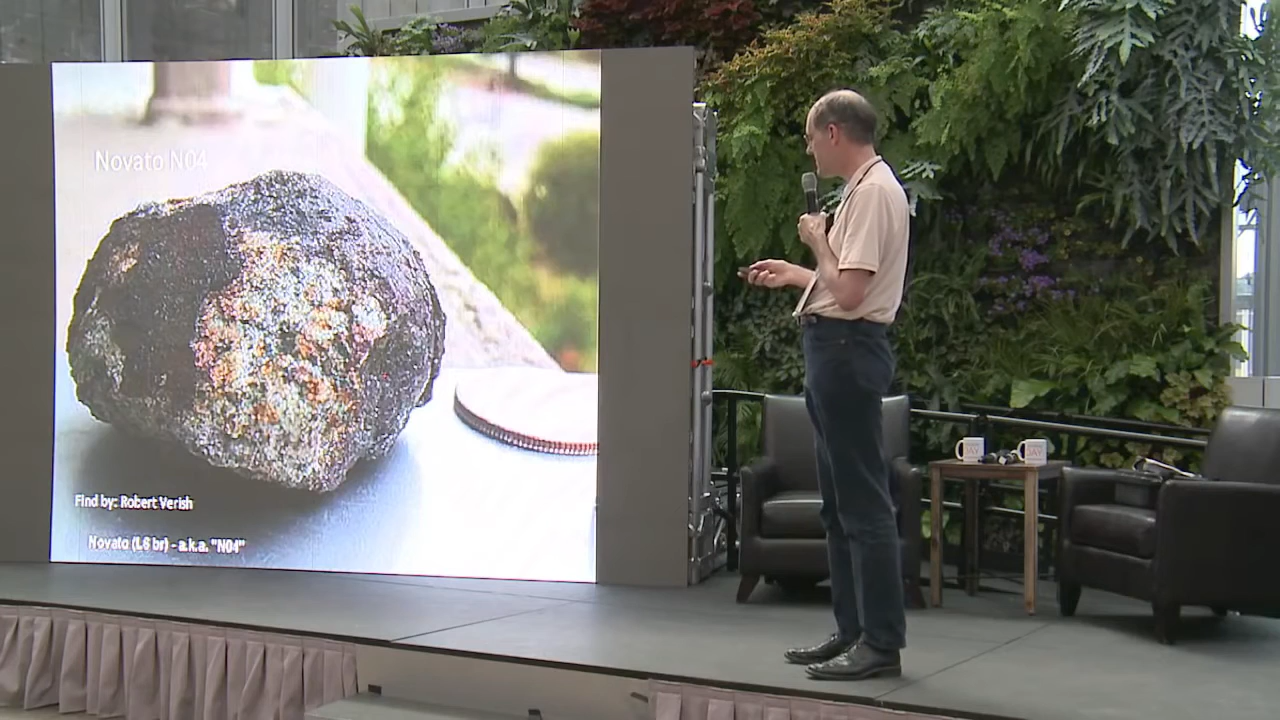 Novato N04
Find by: Robert Verish
Novato (L6 br) - a.k.a. "N04"